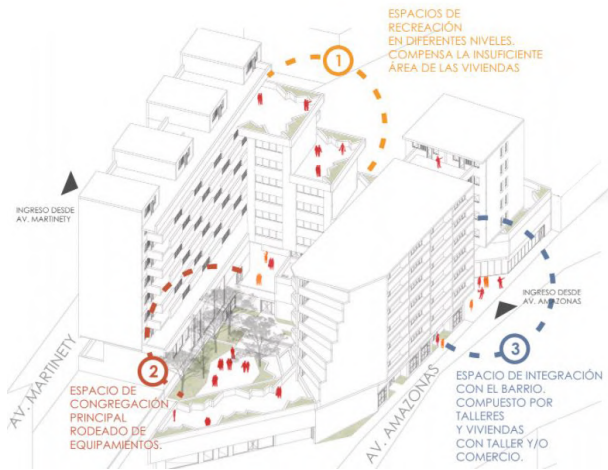 ESPACIOS DE
RECREACIÓN
EN DIFERENTES NIVELES.
COMPENSA LA INSUFICIENTE
ÁREA DE LAS VIVIENDAS
1
INGRESO DESDE
AV. MARTINETY
INGRESO DESDE
AV. AMAZONAS
AV. MARTINETY
2
ESPACIO DE
CONGREGACIÓN
PRINCIPAL
RODEADO DE
EQUIPAMIENTOS.
AV. AMAZONAS
3
ESPACIO DE INTEGRACIÓN
CON EL BARRIO.
COMPUESTO POR
TALLERES
Y VIVIENDAS
CON TALLER Y/O
COMERCIO.